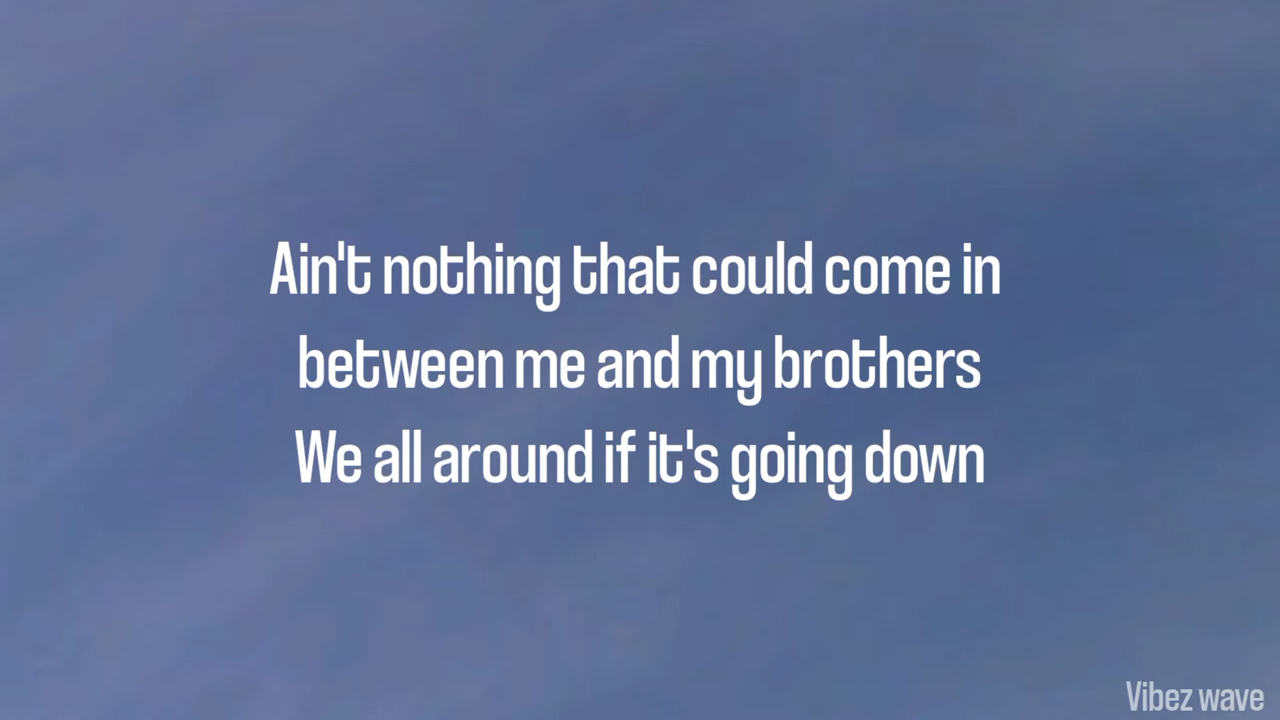 Ain't nothing that could come in
between me and my brothers
We all around if it's going down
Vibez wave